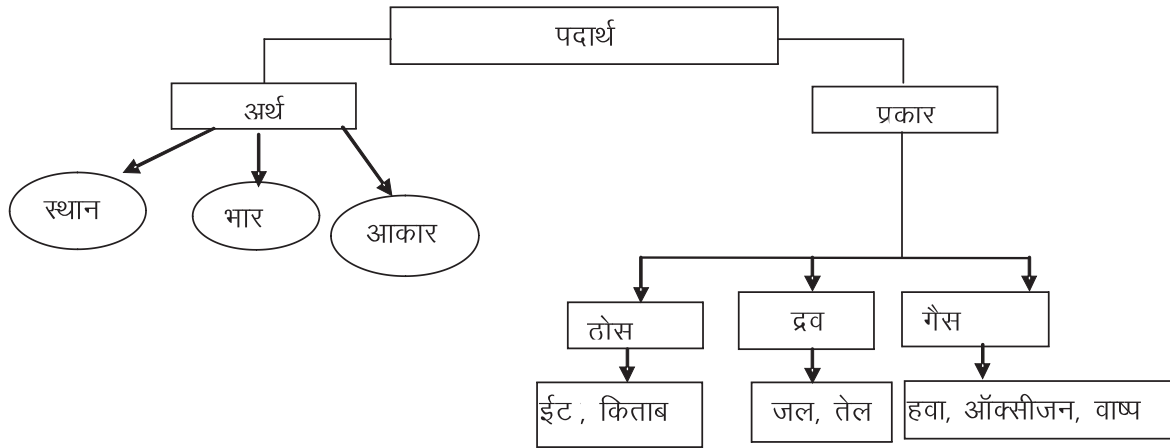 पदार्थ
अर्थ
प्रकार
स्थान
भार
आकार
ठोस
द्रव
गैस
ईट , किताब
जल, तेल
हवा, ऑक्सीजन, वाष्प